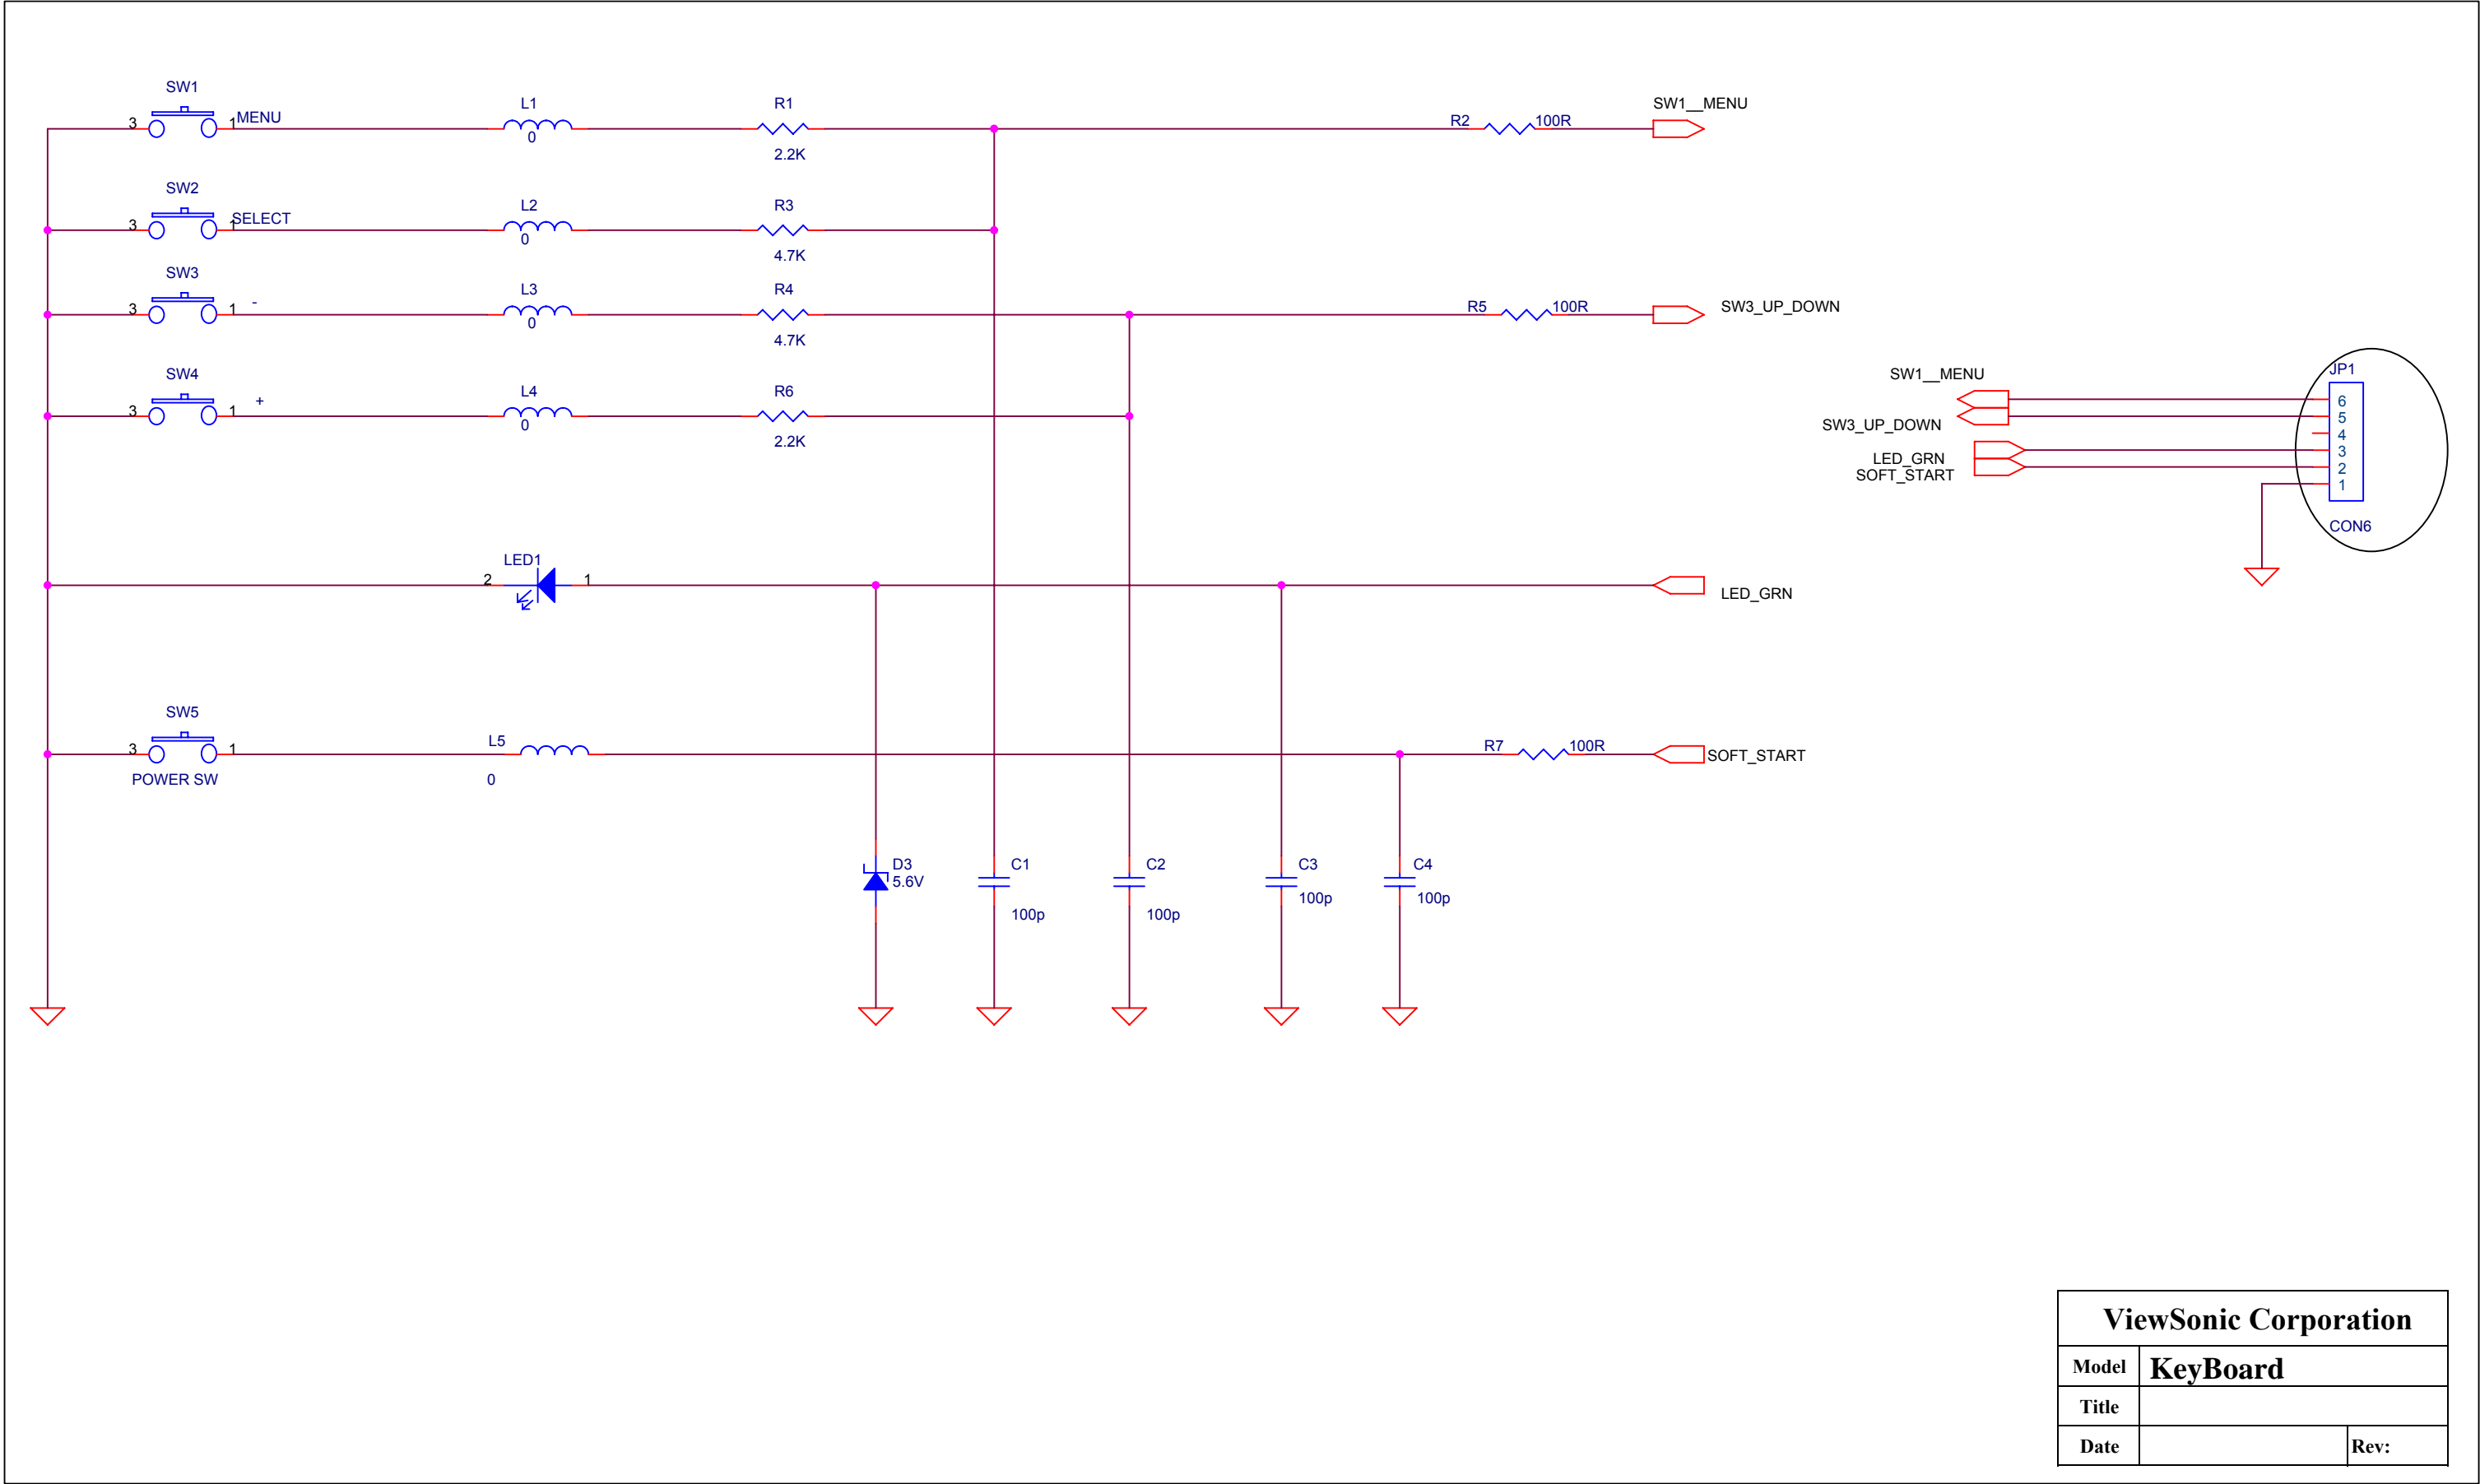 SW1
3
1
MENU
L1
0
R1
2.2K
R2
100R
SW1__MENU
SW2
3
1
SELECT
L2
0
R3
4.7K
SW3
3
1
-
L3
0
R4
4.7K
R5
100R
SW3_UP_DOWN
SW4
3
1
+
L4
0
R6
2.2K
SW1__MENU
SW3_UP_DOWN
LED_GRN
SOFT_START
JP1
6
5
4
3
2
1
CON6
LED1
2
1
LED_GRN
SW5
3
1
POWER SW
L5
0
R7
100R
SOFT_START
D3
5.6V
C1
100p
C2
100p
C3
100p
C4
100p
ViewSonic Corporation
Model KeyBoard
Title
Date Rev: